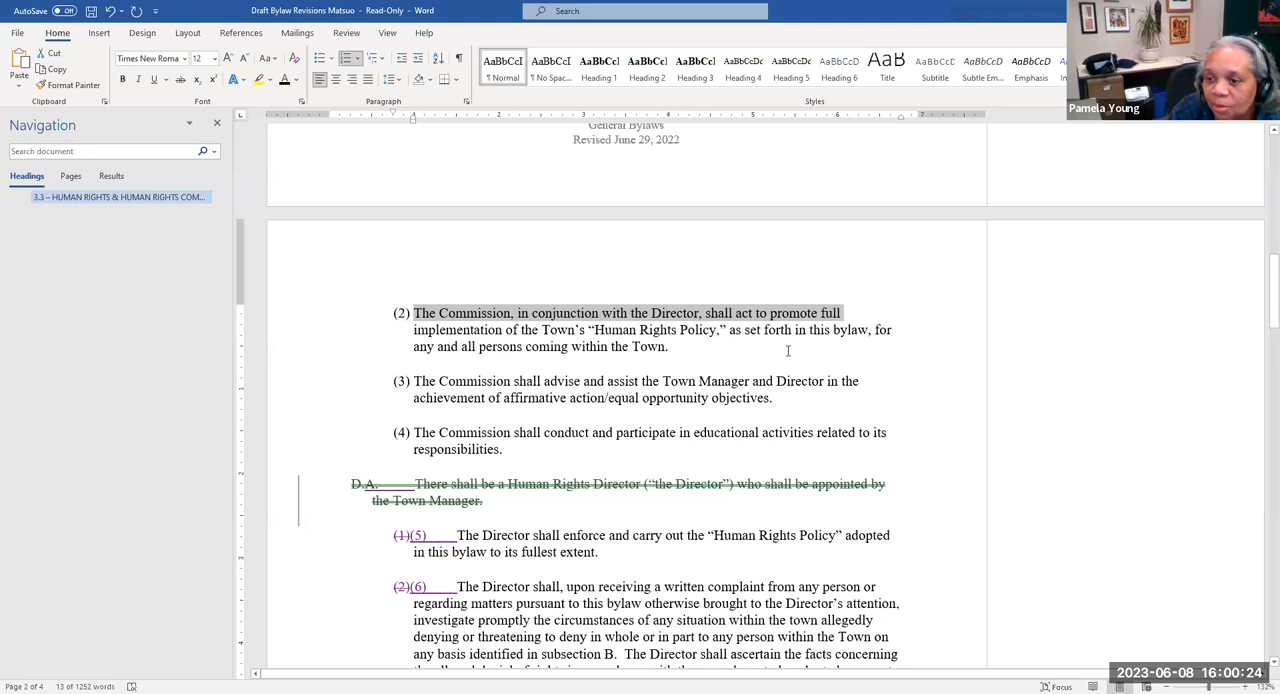 AutoSave Off Draft Bylaw Revisions Matsuo - Read-Only - Word Search
File Home Insert Design Layout References Mailings Review View Help
Paste Cut Copy Format Painter
Times New Roma 12
AaBbCcI AaBbCcI AaBbC AaBbCc AaBbCc AaBbCcDc AaBbCcDc AaBbCcD AaB AaBbCcD AaBbCcD AaBbCcD
¶ Normal ¶ No Spac... Heading 1 Heading 2 Heading 3 Heading 4 Heading 5 Heading 6 Title Subtitle Subtle Em... Emphasis
Clipboard Font Paragraph Styles
Pamela Young
Navigation
Search document
Headings Pages Results
3.3 – HUMAN RIGHTS & HUMAN RIGHTS COM...
General Bylaws
Revised June 29, 2022
(2) The Commission, in conjunction with the Director, shall act to promote full
implementation of the Town's “Human Rights Policy,” as set forth in this bylaw, for
any and all persons coming within the Town.
(3) The Commission shall advise and assist the Town Manager and Director in the
achievement of affirmative action/equal opportunity objectives.
(4) The Commission shall conduct and participate in educational activities related to its
responsibilities.
D.A. There shall be a Human Rights Director (“the Director”) who shall be appointed by
the Town Manager.
(1)(5) The Director shall enforce and carry out the “Human Rights Policy” adopted
in this bylaw to its fullest extent.
(2)(6) The Director shall, upon receiving a written complaint from any person or
regarding matters pursuant to this bylaw otherwise brought to the Director's attention,
investigate promptly the circumstances of any situation within the town allegedly
denying or threatening to deny in whole or in part to any person within the Town on
any basis identified in subsection B. The Director shall ascertain the facts concerning
Page 2 of 4 13 of 1252 words Focus 132%
2023-06-08 16:00:24